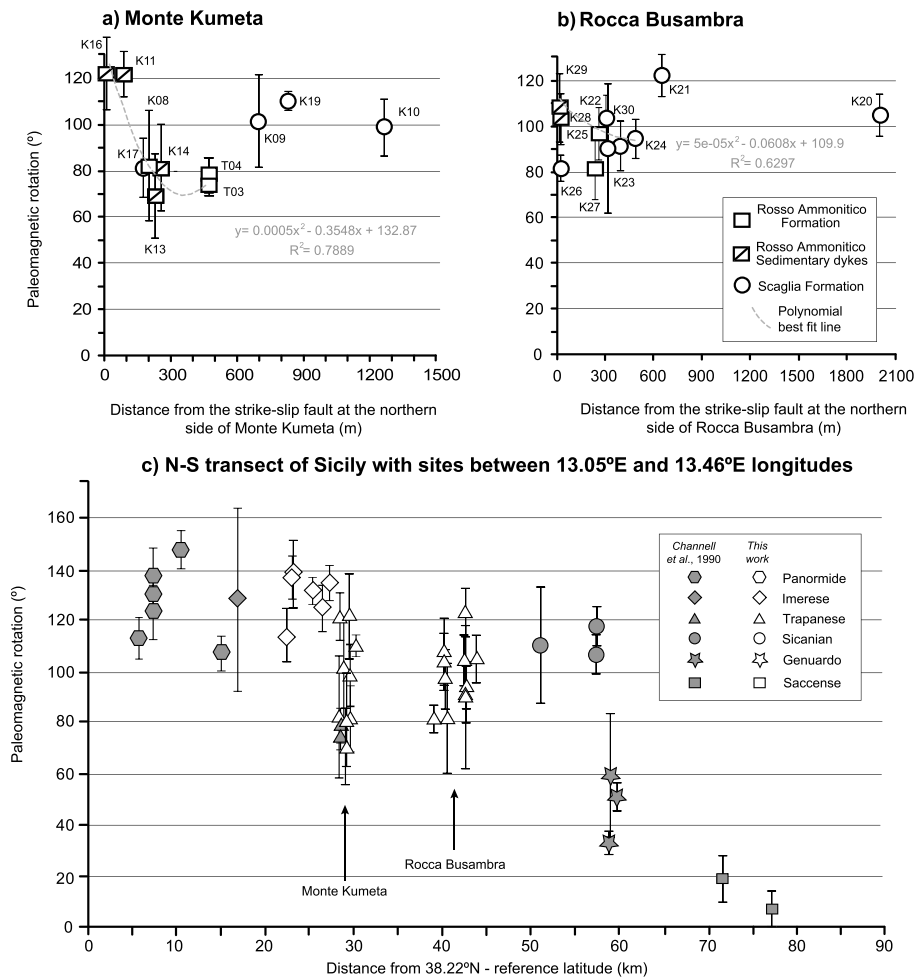 a) Monte Kumeta
Paleomagnetic rotation (º)
120
100
80
60
40
20
0
0
300
600
900
1200
1500
K16
K11
K08
K17
K14
K13
T04
T03
K09
K19
K10
y= 0.0005x² - 0.3548x + 132.87
R²= 0.7889
Distance from the strike-slip fault at the northern
side of Monte Kumeta (m)
b) Rocca Busambra
120
100
80
60
40
20
0
0
300
600
900
1200
1500
1800
2100
K29
K28
K22
K30
K25
K26
K27
K23
K24
K21
K20
y= 5e-05x² - 0.0608x + 109.9
R²= 0.6297
Rosso Ammonitico
Formation
Rosso Ammonitico
Sedimentary dykes
Scaglia Formation
Polynomial
best fit line
Distance from the strike-slip fault at the northern
side of Rocca Busambra (m)
c) N-S transect of Sicily with sites between 13.05ºE and 13.46ºE longitudes
Paleomagnetic rotation (º)
160
140
120
100
80
60
40
20
0
0
10
20
30
40
50
60
70
80
90
Monte Kumeta
Rocca Busambra
Channell
et al., 1990
This
work
Panormide
Imerese
Trapanese
Sicanian
Genuardo
Saccense
Distance from 38.22ºN - reference latitude (km)